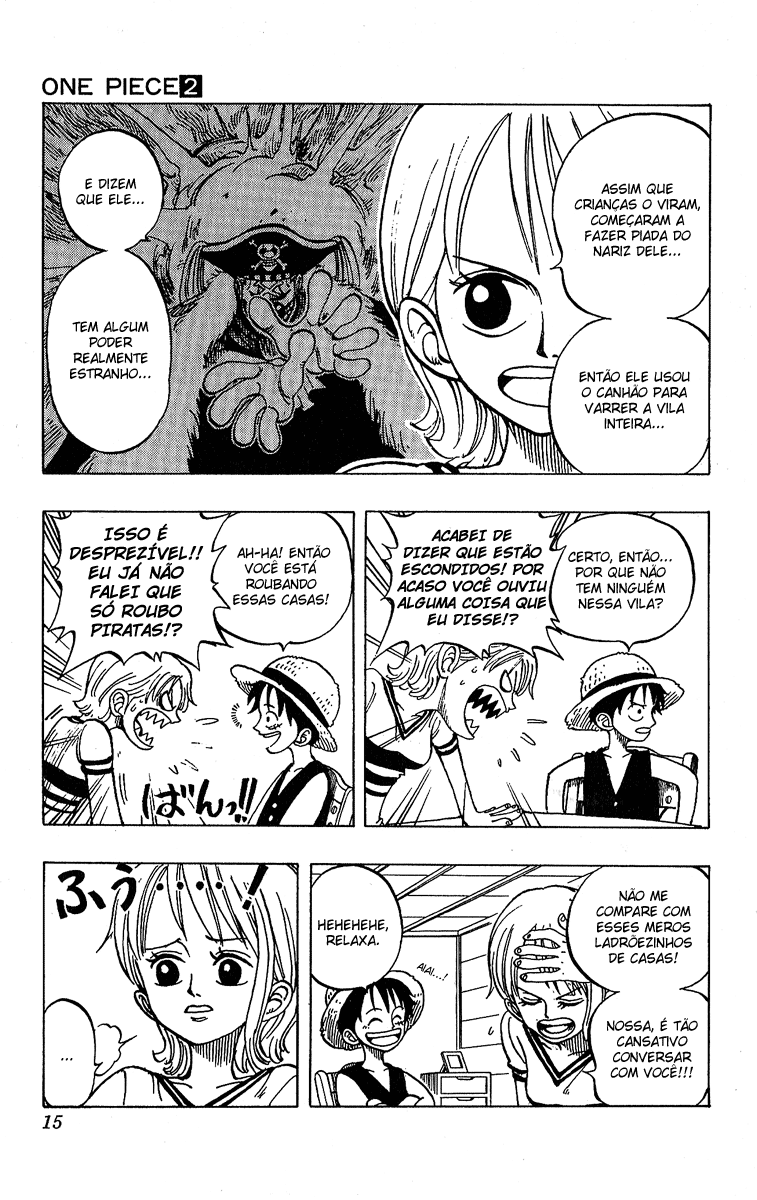 ONE PIECE 2
ASSIM QUE
CRIANÇAS O VIRAM,
COMEÇARAM A
FAZER PIADA DO
NARIZ DELE...
ENTÃO ELE USOU
O CANHÃO PARA
VARRER A VILA
INTEIRA...
E DIZEM
QUE ELE...
TEM ALGUM
PODER
REALMENTE
ESTRANHO...
CERTO, ENTÃO...
POR QUE NÃO
TEM NINGUÉM
NESSA VILA?
ACABEI DE
DIZER QUE ESTÃO
ESCONDIDOS! POR
ACASO VOCÊ OUVIU
ALGUMA COISA QUE
EU DISSE!?
AH-HA! ENTÃO
VOCÊ ESTÁ
ROUBANDO
ESSAS CASAS!
ISSO É
DESPREZÍVEL!!
EU JÁ NÃO
FALEI QUE
SÓ ROUBO
PIRATAS!?
ばんっ!!
NÃO ME
COMPARE COM
ESSES MEROS
LADRÕEZINHOS
DE CASAS!
NOSSA, É TÃO
CANSATIVO
CONVERSAR
COM VOCÊ!!!
HEHEHEHE,
RELAXA.
AIAI...!
ふぅ....!
...
15